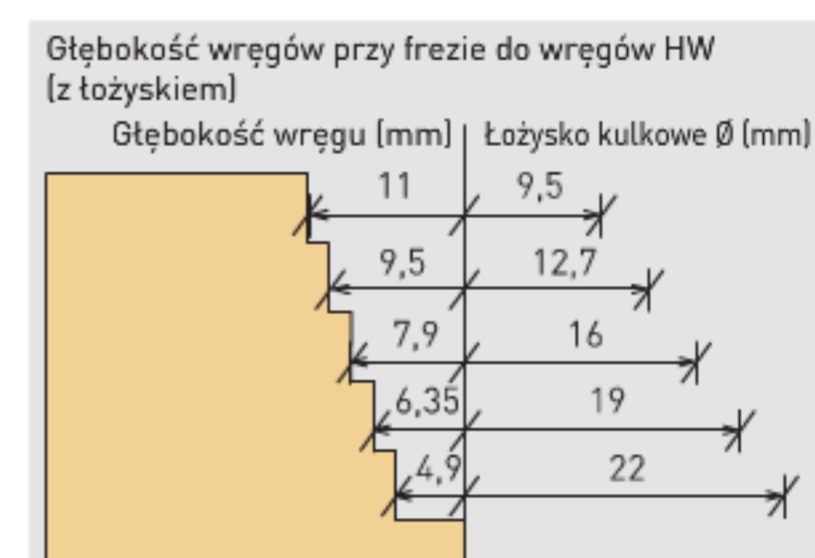 Głębokość wręgów przy frezie do wręgów HW
(z łożyskiem)
Głębokość wręgu (mm) Łożysko kulkowe Ø (mm)
11 9,5
9,5 12,7
7,9 16
6,35 19
4,9 22